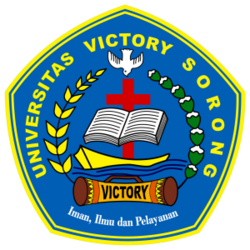 UNIVERSITAS VICTORY SORONG
VICTORY
Iman, Ilmu dan Pelayanan